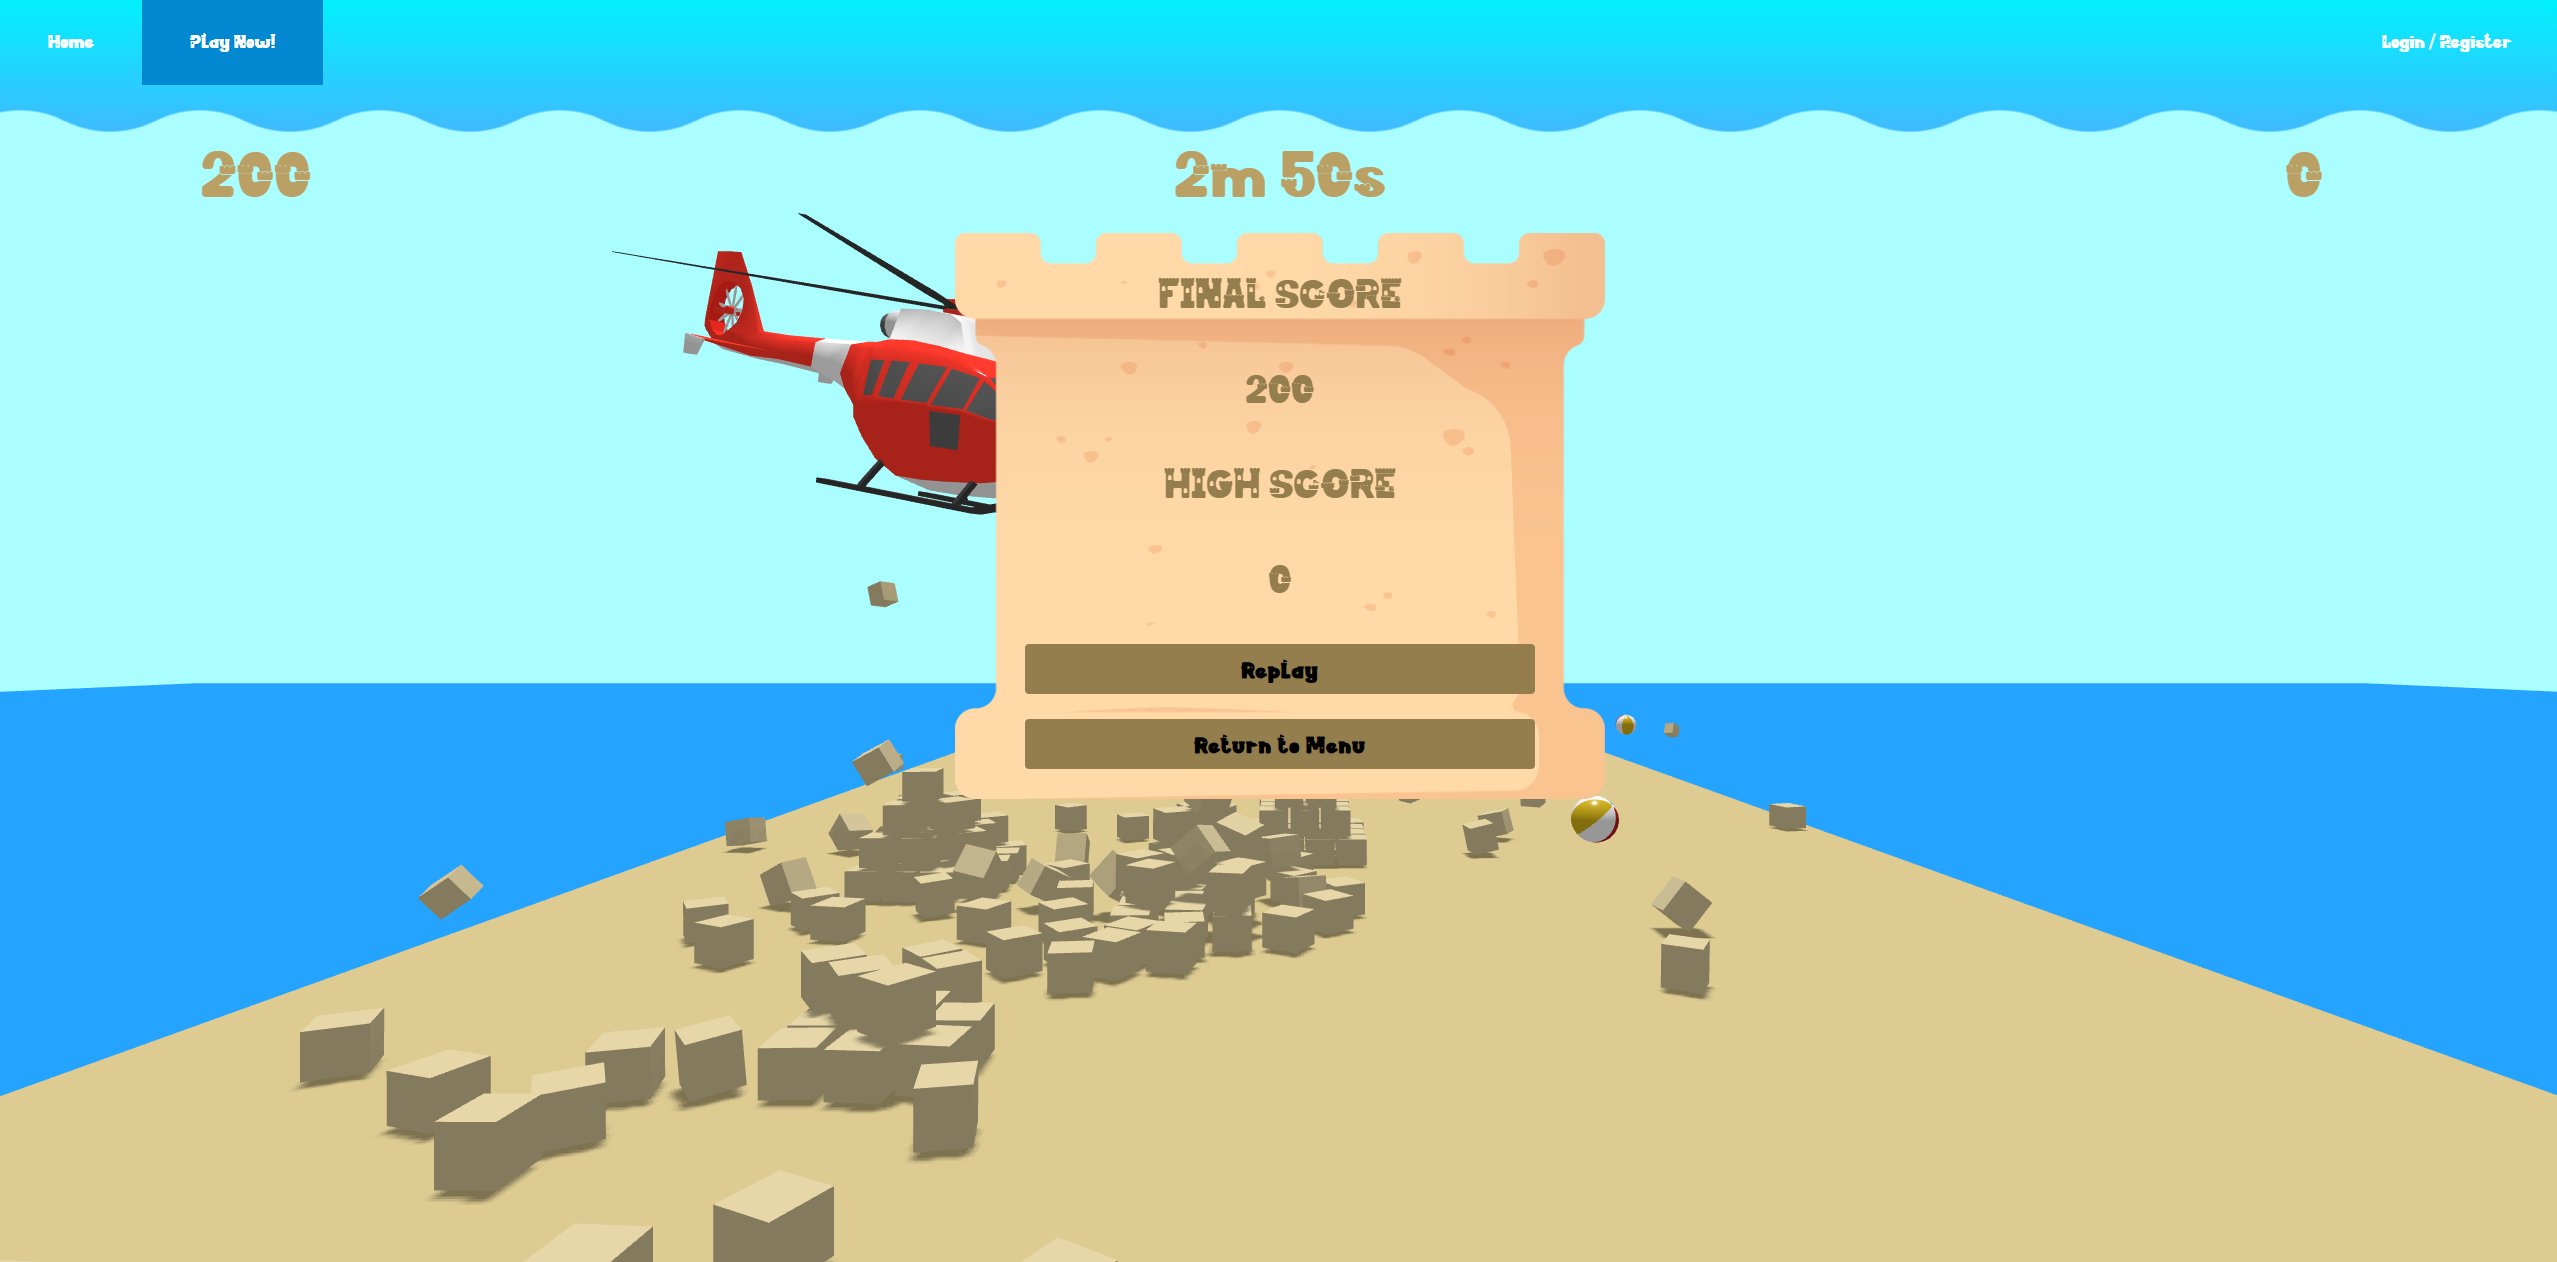 Home
Play Now!
Login / Register
200
2m 50s
0
FINAL SCORE
200
HIGH SCORE
0
Replay
Return to Menu